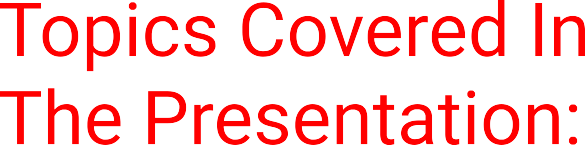 Topics Covered In
The Presentation: